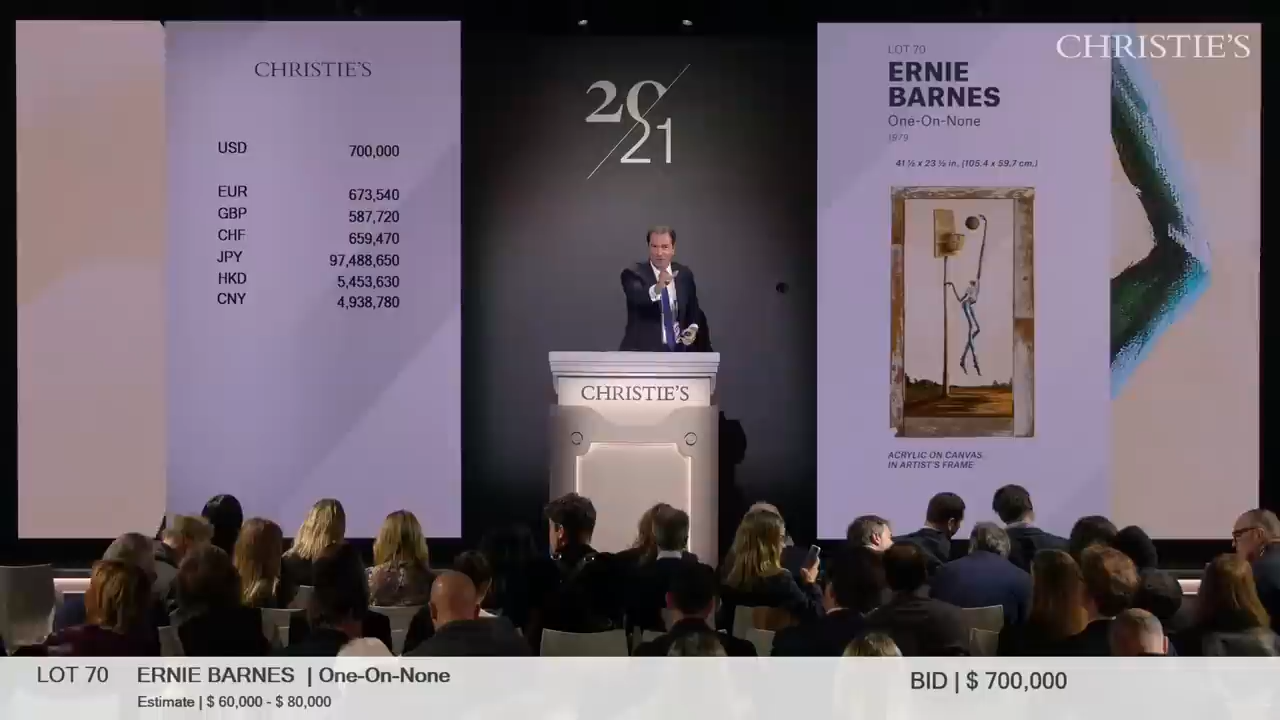 CHRISTIE'S
USD 700,000
EUR 673,540
GBP 587,720
CHF 659,470
JPY 97,488,650
HKD 5,453,630
CNY 4,938,780
20
21
CHRISTIE'S
LOT 70
CHRISTIE'S
ERNIE
BARNES
One-On-None
1979
41 ½ x 23 ½ in. (105.4 x 59.7 cm.)
ACRYLIC ON CANVAS,
IN ARTIST'S FRAME
LOT 70 ERNIE BARNES | One-On-None
Estimate | $ 60,000 - $ 80,000
BID | $ 700,000